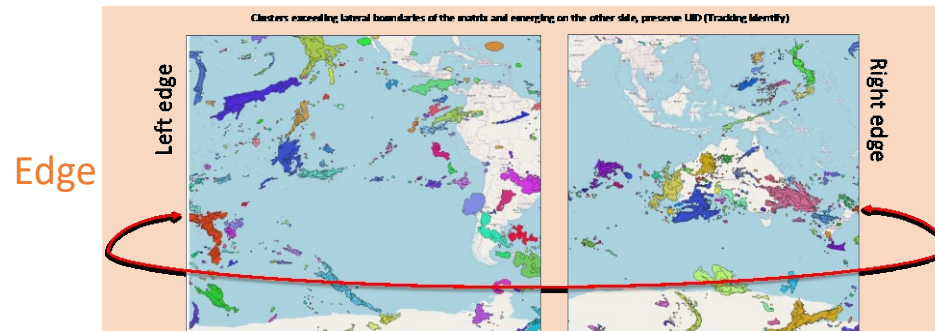 Clusters exceeding lateral boundaries of the matrix and emerging on the other side, preserve UID (Tracking Identify)
Left edge
Right edge
Edge